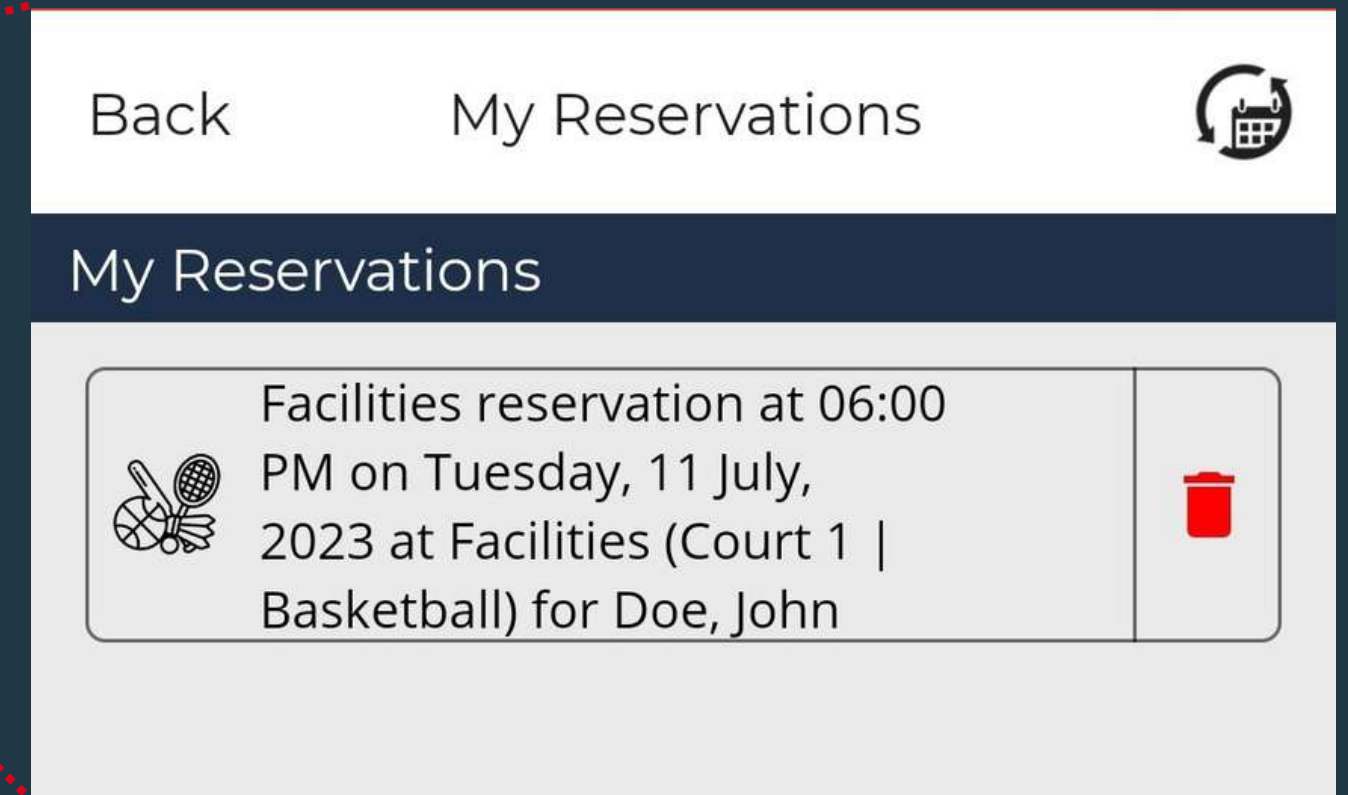 Back
My Reservations
My Reservations
Facilities reservation at 06:00
PM on Tuesday, 11 July,
2023 at Facilities (Court 1 |
Basketball) for Doe, John